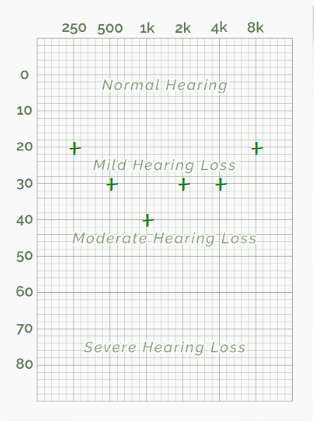 250 500 1k 2k 4k 8k
0
Normal Hearing
10
20
Mild Hearing Loss
30
40
Moderate Hearing Loss
50
60
70
Severe Hearing Loss
80